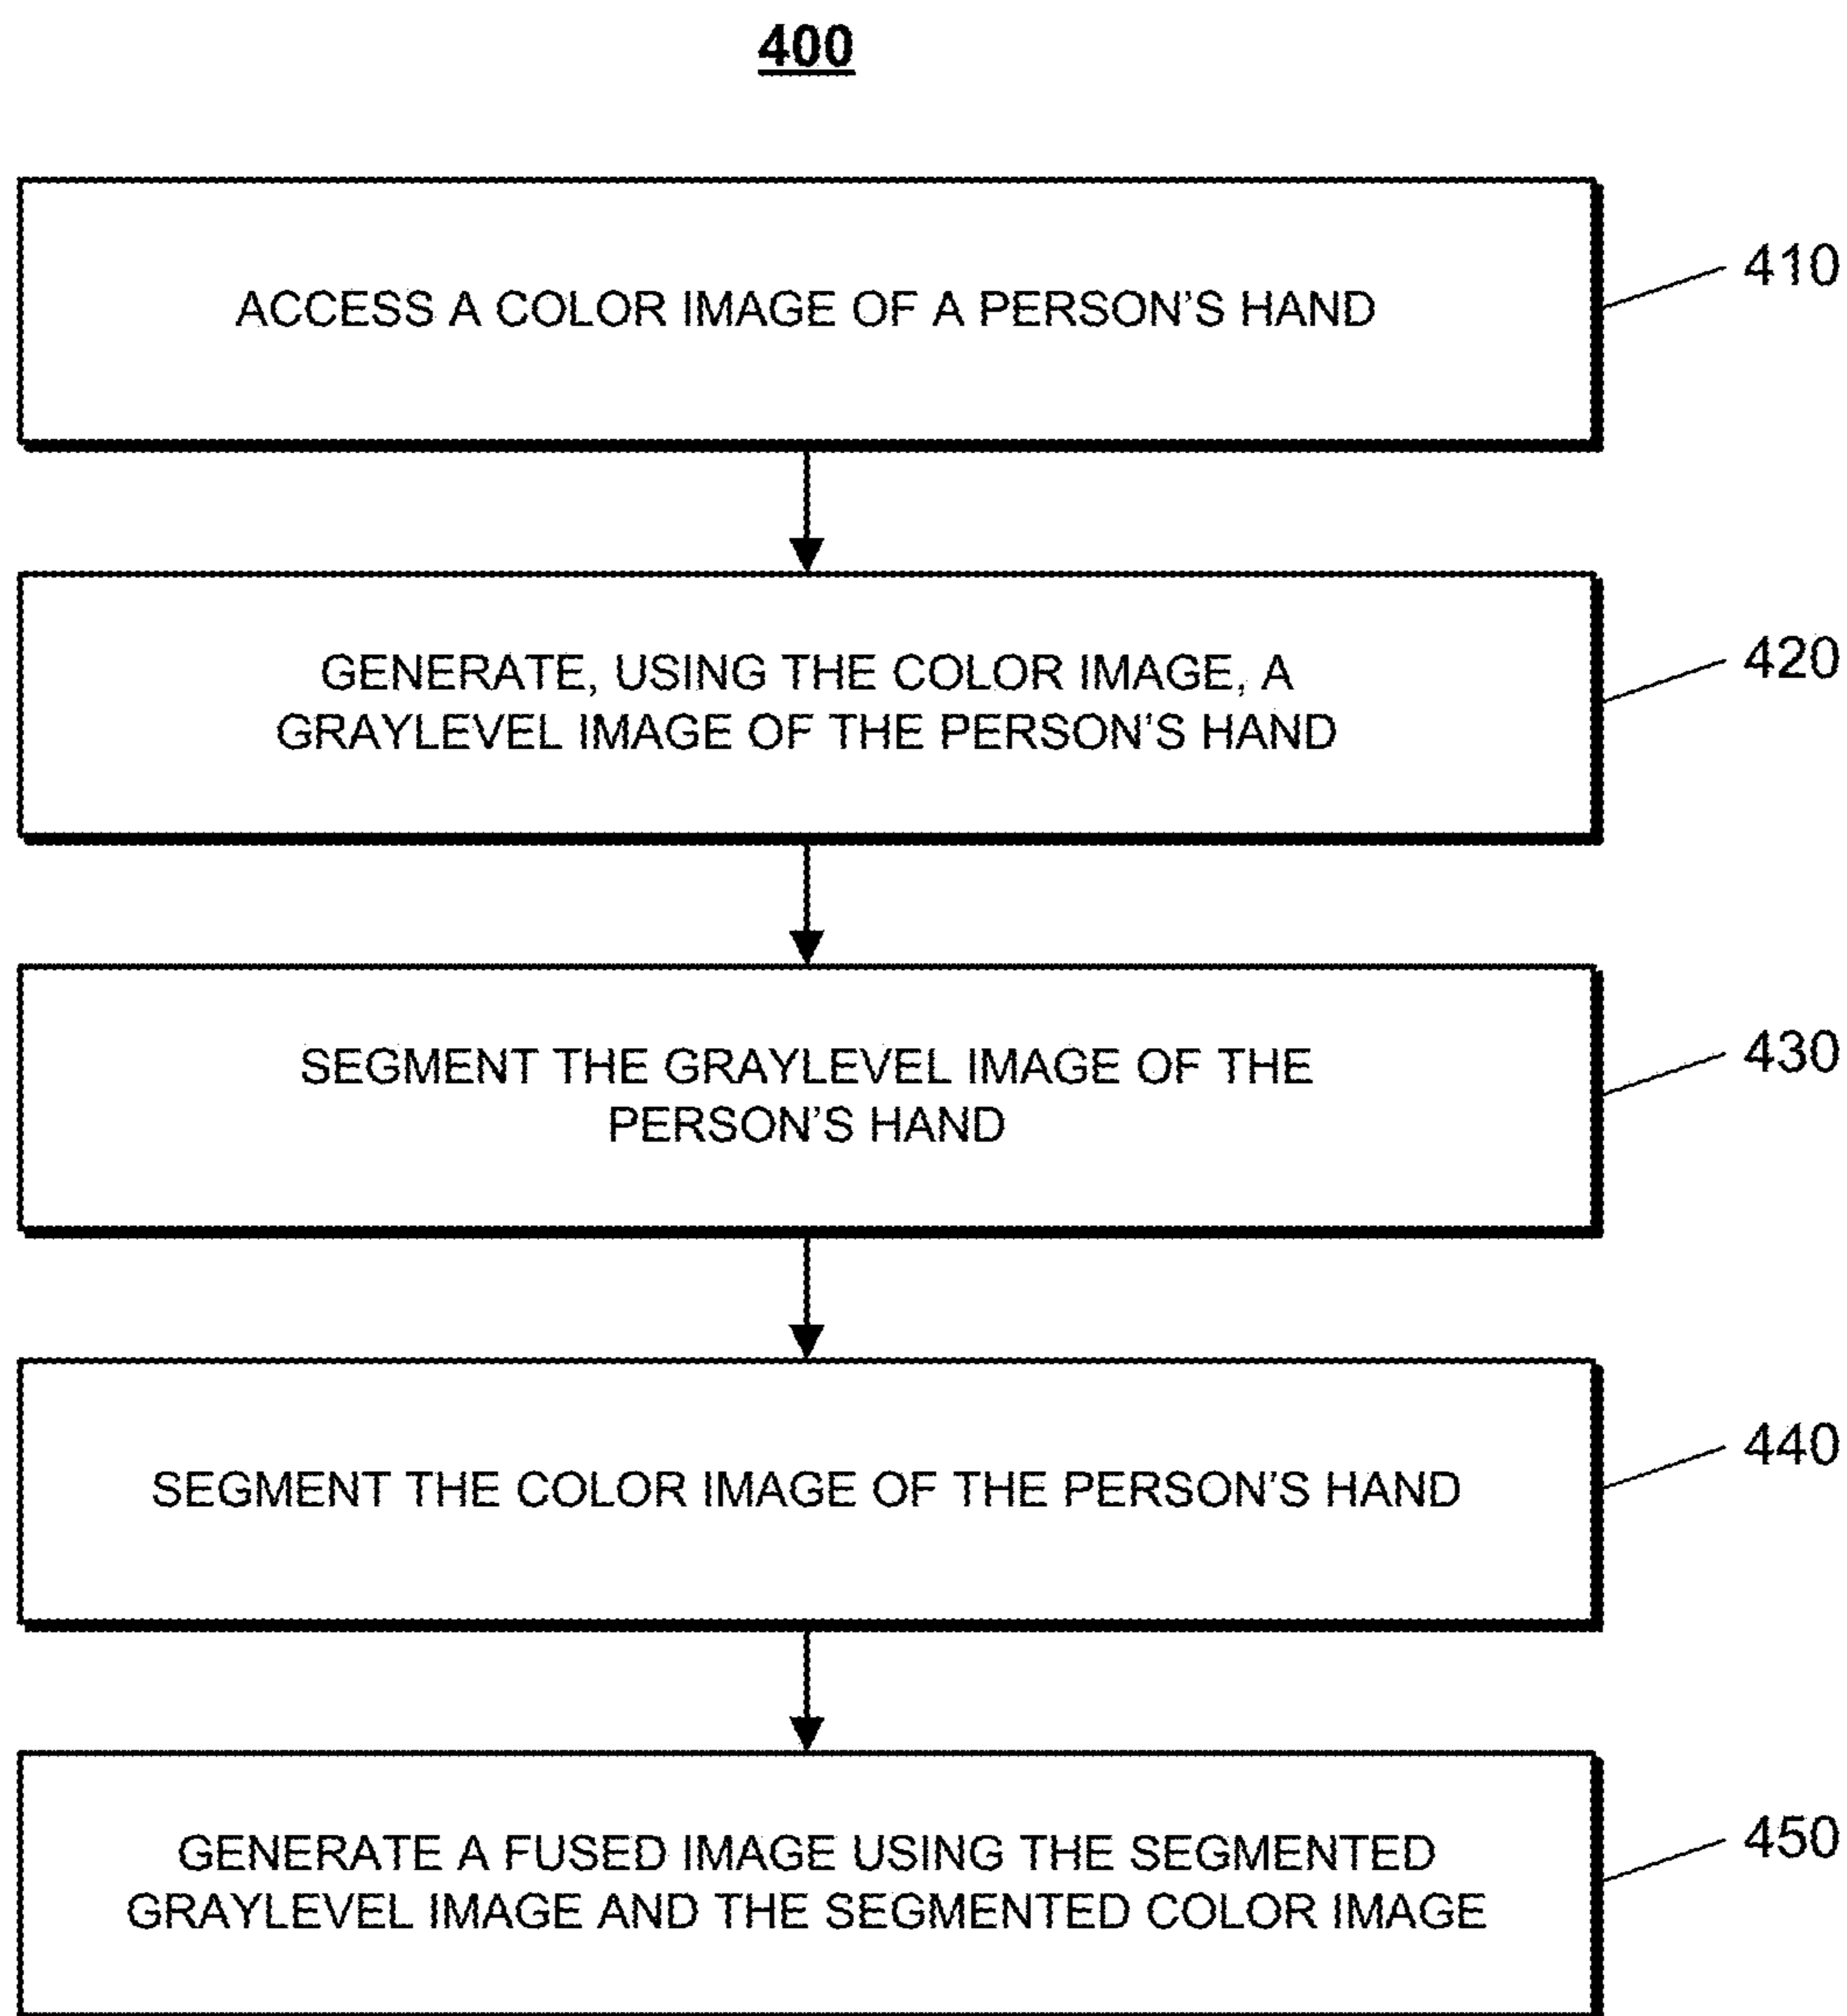 400
ACCESS A COLOR IMAGE OF A PERSON'S HAND
410
GENERATE, USING THE COLOR IMAGE, A
GRAYLEVEL IMAGE OF THE PERSON'S HAND
420
SEGMENT THE GRAYLEVEL IMAGE OF THE
PERSON'S HAND
430
SEGMENT THE COLOR IMAGE OF THE PERSON'S HAND
440
GENERATE A FUSED IMAGE USING THE SEGMENTED
GRAYLEVEL IMAGE AND THE SEGMENTED COLOR IMAGE
450